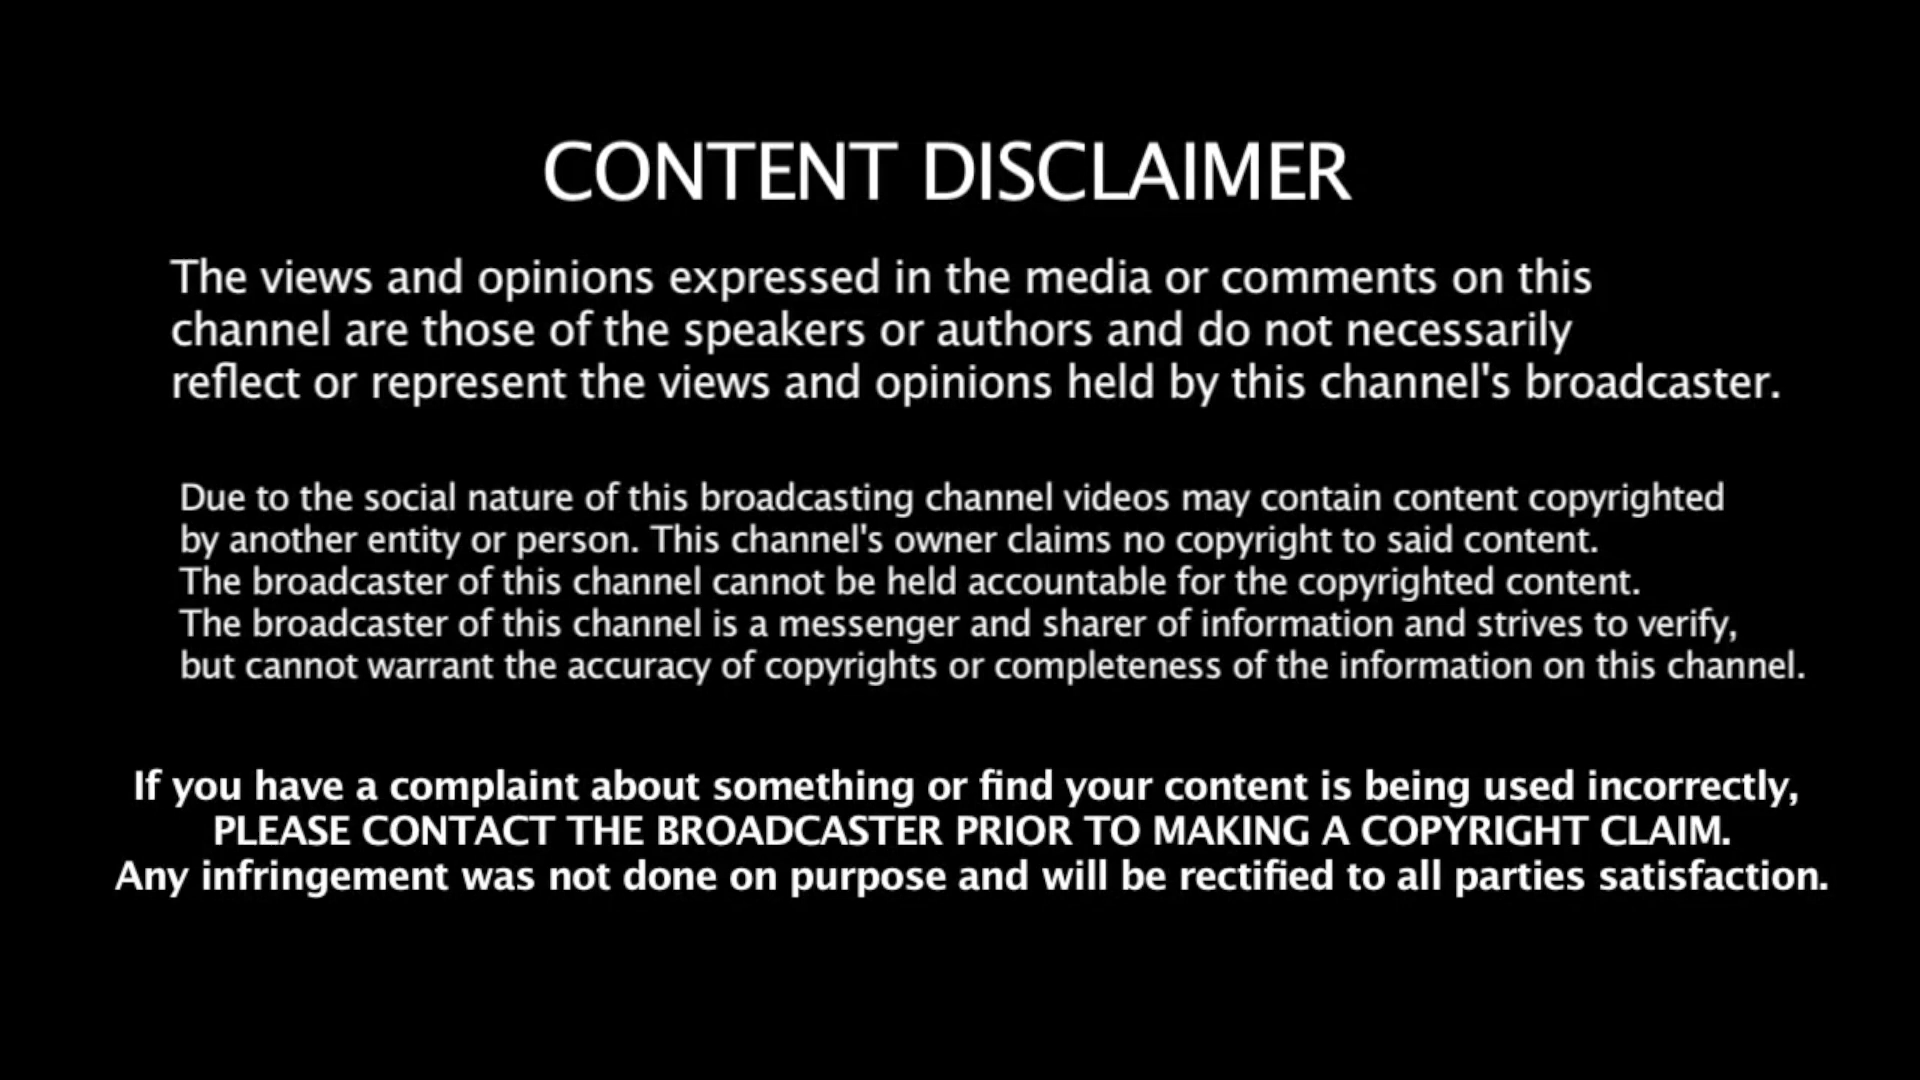 CONTENT DISCLAIMER
The views and opinions expressed in the media or comments on this
channel are those of the speakers or authors and do not necessarily
reflect or represent the views and opinions held by this channel's broadcaster.
Due to the social nature of this broadcasting channel videos may contain content copyrighted
by another entity or person. This channel's owner claims no copyright to said content.
The broadcaster of this channel cannot be held accountable for the copyrighted content.
The broadcaster of this channel is a messenger and sharer of information and strives to verify,
but cannot warrant the accuracy of copyrights or completeness of the information on this channel.
If you have a complaint about something or find your content is being used incorrectly,
PLEASE CONTACT THE BROADCASTER PRIOR TO MAKING A COPYRIGHT CLAIM.
Any infringement was not done on purpose and will be rectified to all parties satisfaction.